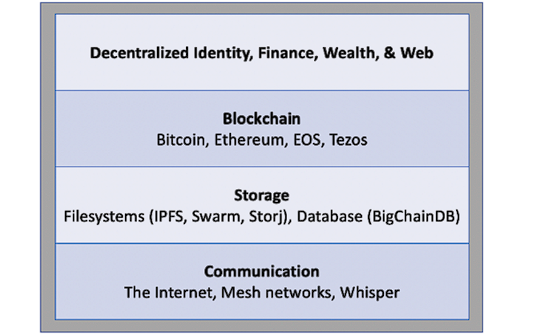 Decentralized Identity, Finance, Wealth, & Web
Blockchain
Bitcoin, Ethereum, EOS, Tezos
Storage
Filesystems (IPFS, Swarm, Storj), Database (BigChainDB)
Communication
The Internet, Mesh networks, Whisper